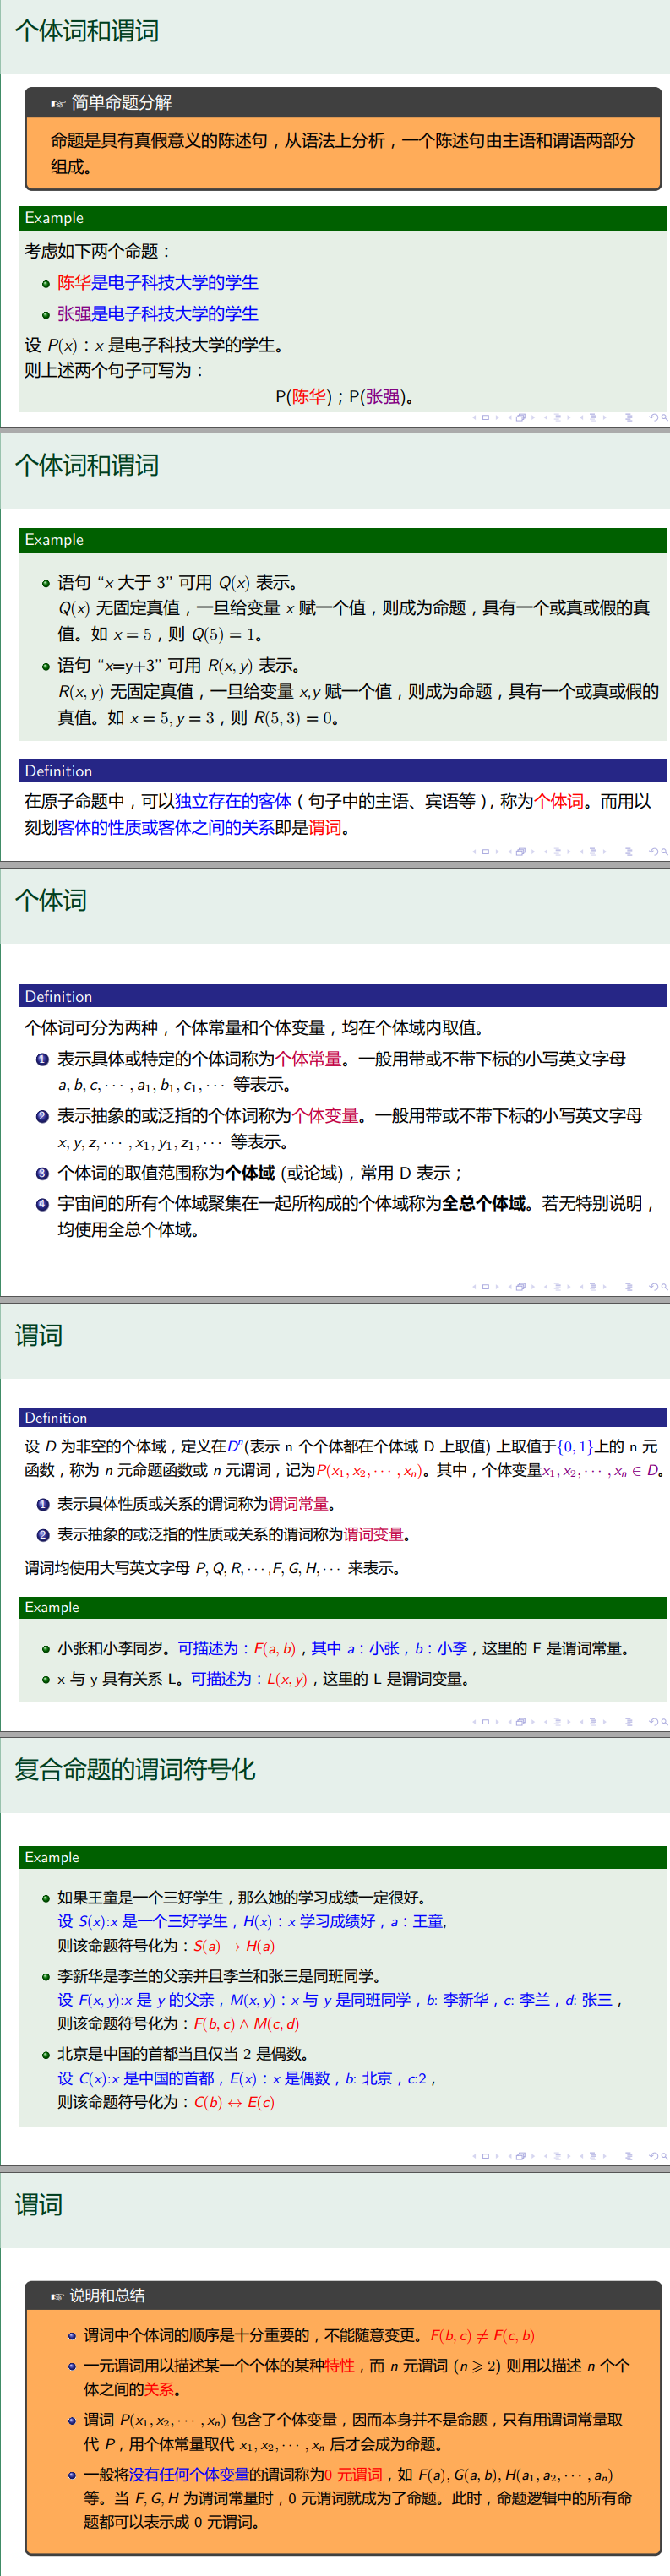 个体词和谓词
☞ 简单命题分解
命题是具有真假意义的陈述句，从语法上分析，一个陈述句由主语和谓语两部分
组成。
Example
考虑如下两个命题：
陈华是电子科技大学的学生
张强是电子科技大学的学生
设 P(x)：x 是电子科技大学的学生。
则上述两个句子可写为：
P(陈华)；P(张强)。
个体词和谓词
Example
语句 “x 大于 3” 可用 Q(x) 表示。
Q(x) 无固定真值，一旦给变量 x 赋一个值，则成为命题，具有一个或真或假的真
值。如 x = 5，则 Q(5) = 1。
语句 “x=y+3” 可用 R(x, y) 表示。
R(x, y) 无固定真值，一旦给变量 x,y 赋一个值，则成为命题，具有一个或真或假的
真值。如 x = 5, y = 3，则 R(5, 3) = 0。
Definition
在原子命题中，可以独立存在的客体（句子中的主语、宾语等），称为个体词。而用以
刻划客体的性质或客体之间的关系即是谓词。
个体词
Definition
个体词可分为两种，个体常量和个体变量，均在个体域内取值。
1 表示具体或特定的个体词称为个体常量。一般用带或不带下标的小写英文字母
a, b, c, ⋯ , a₁, b₁, c₁, ⋯ 等表示。
2 表示抽象的或泛指的个体词称为个体变量。一般用带或不带下标的小写英文字母
x, y, z, ⋯ , x₁, y₁, z₁, ⋯ 等表示。
3 个体词的取值范围称为个体域 (或论域)，常用 D 表示；
4 宇宙间的所有个体域聚集在一起所构成的个体域称为全总个体域。若无特别说明，
均使用全总个体域。
谓词
Definition
设 D 为非空的个体域，定义在Dⁿ(表示 n 个个体都在个体域 D 上取值) 上取值于{0, 1}上的 n 元
函数，称为 n 元命题函数或 n 元谓词，记为P(x₁, x₂, ⋯ , xₙ)。其中，个体变量x₁, x₂, ⋯ , xₙ ∈ D。
1 表示具体性质或关系的谓词称为谓词常量。
2 表示抽象的或泛指的性质或关系的谓词称为谓词变量。
谓词均使用大写英文字母 P, Q, R, ⋯ ,F, G, H, ⋯ 来表示。
Example
小张和小李同岁。可描述为：F(a, b)，其中 a：小张，b：小李，这里的 F 是谓词常量。
x 与 y 具有关系 L。可描述为：L(x, y)，这里的 L 是谓词变量。
复合命题的谓词符号化
Example
如果王童是一个三好学生，那么她的学习成绩一定很好。
设 S(x):x 是一个三好学生，H(x)：x 学习成绩好，a：王童,
则该命题符号化为：S(a) → H(a)
李新华是李兰的父亲并且李兰和张三是同班同学。
设 F(x, y):x 是 y 的父亲，M(x, y)：x 与 y 是同班同学，b: 李新华，c: 李兰，d: 张三，
则该命题符号化为：F(b, c) ∧ M(c, d)
北京是中国的首都当且仅当 2 是偶数。
设 C(x):x 是中国的首都，E(x)：x 是偶数，b: 北京，c:2，
则该命题符号化为：C(b) ↔ E(c)
谓词
☞ 说明和总结
谓词中个体词的顺序是十分重要的，不能随意变更。F(b, c) ≠ F(c, b)
一元谓词用以描述某一个个体的某种特性，而 n 元谓词 (n ⩾ 2) 则用以描述 n 个个
体之间的关系。
谓词 P(x₁, x₂, ⋯ , xₙ) 包含了个体变量，因而本身并不是命题，只有用谓词常量取
代 P，用个体常量取代 x₁, x₂, ⋯ , xₙ 后才会成为命题。
一般将没有任何个体变量的谓词称为0 元谓词，如 F(a), G(a, b), H(a₁, a₂, ⋯ , aₙ)
等。当 F, G, H 为谓词常量时，0 元谓词就成为了命题。此时，命题逻辑中的所有命
题都可以表示成 0 元谓词。